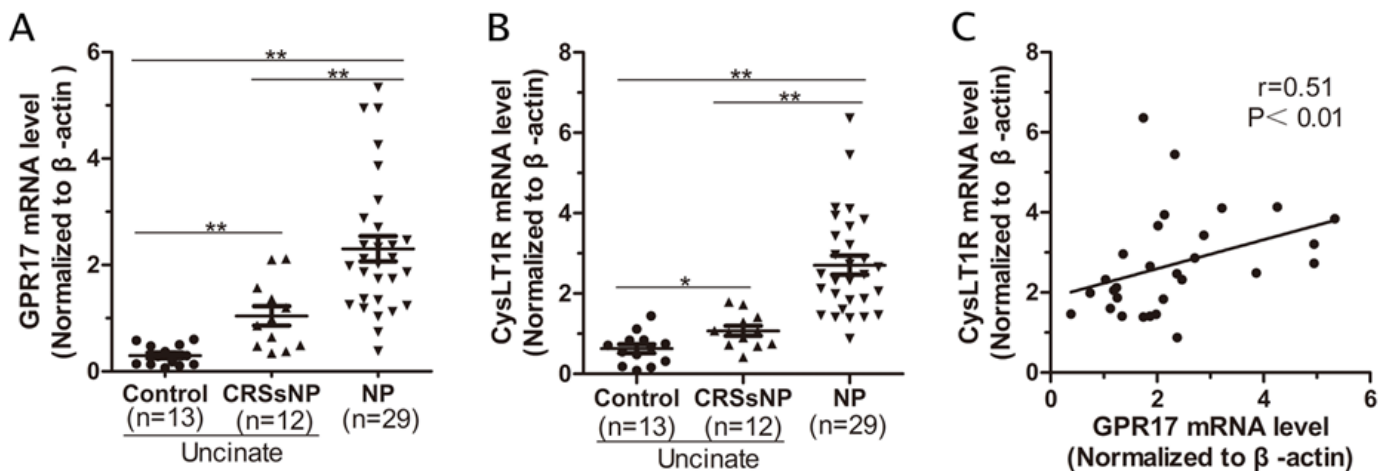 A
GPR17 mRNA level
(Normalized to β -actin )
6
4
2
0
**
**
**
Control
(n=13)
CRSsNP
(n=12)
NP
(n=29)
Uncinate
B
CysLT1R mRNA level
(Normalized to β -actin)
8
6
4
2
0
**
**
*
Control
(n=13)
CRSsNP
(n=12)
NP
(n=29)
Uncinate
C
CysLT1R mRNA level
(Normalized to β -actin)
8
6
4
2
0
r=0.51
P< 0.01
0 2 4 6
GPR17 mRNA level
(Normalized to β -actin)